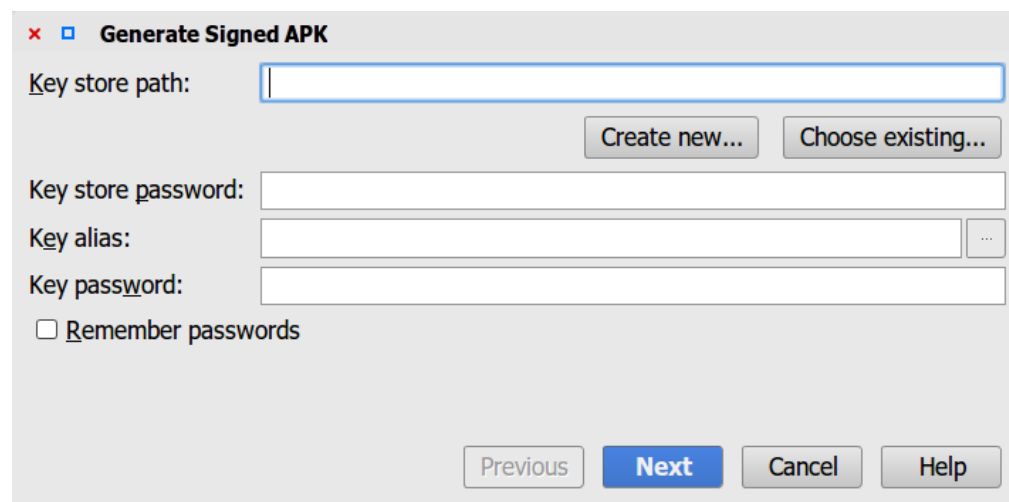 Generate Signed APK
Key store path:
Create new... Choose existing...
Key store password:
Key alias:
...
Key password:
Remember passwords
Previous Next Cancel Help